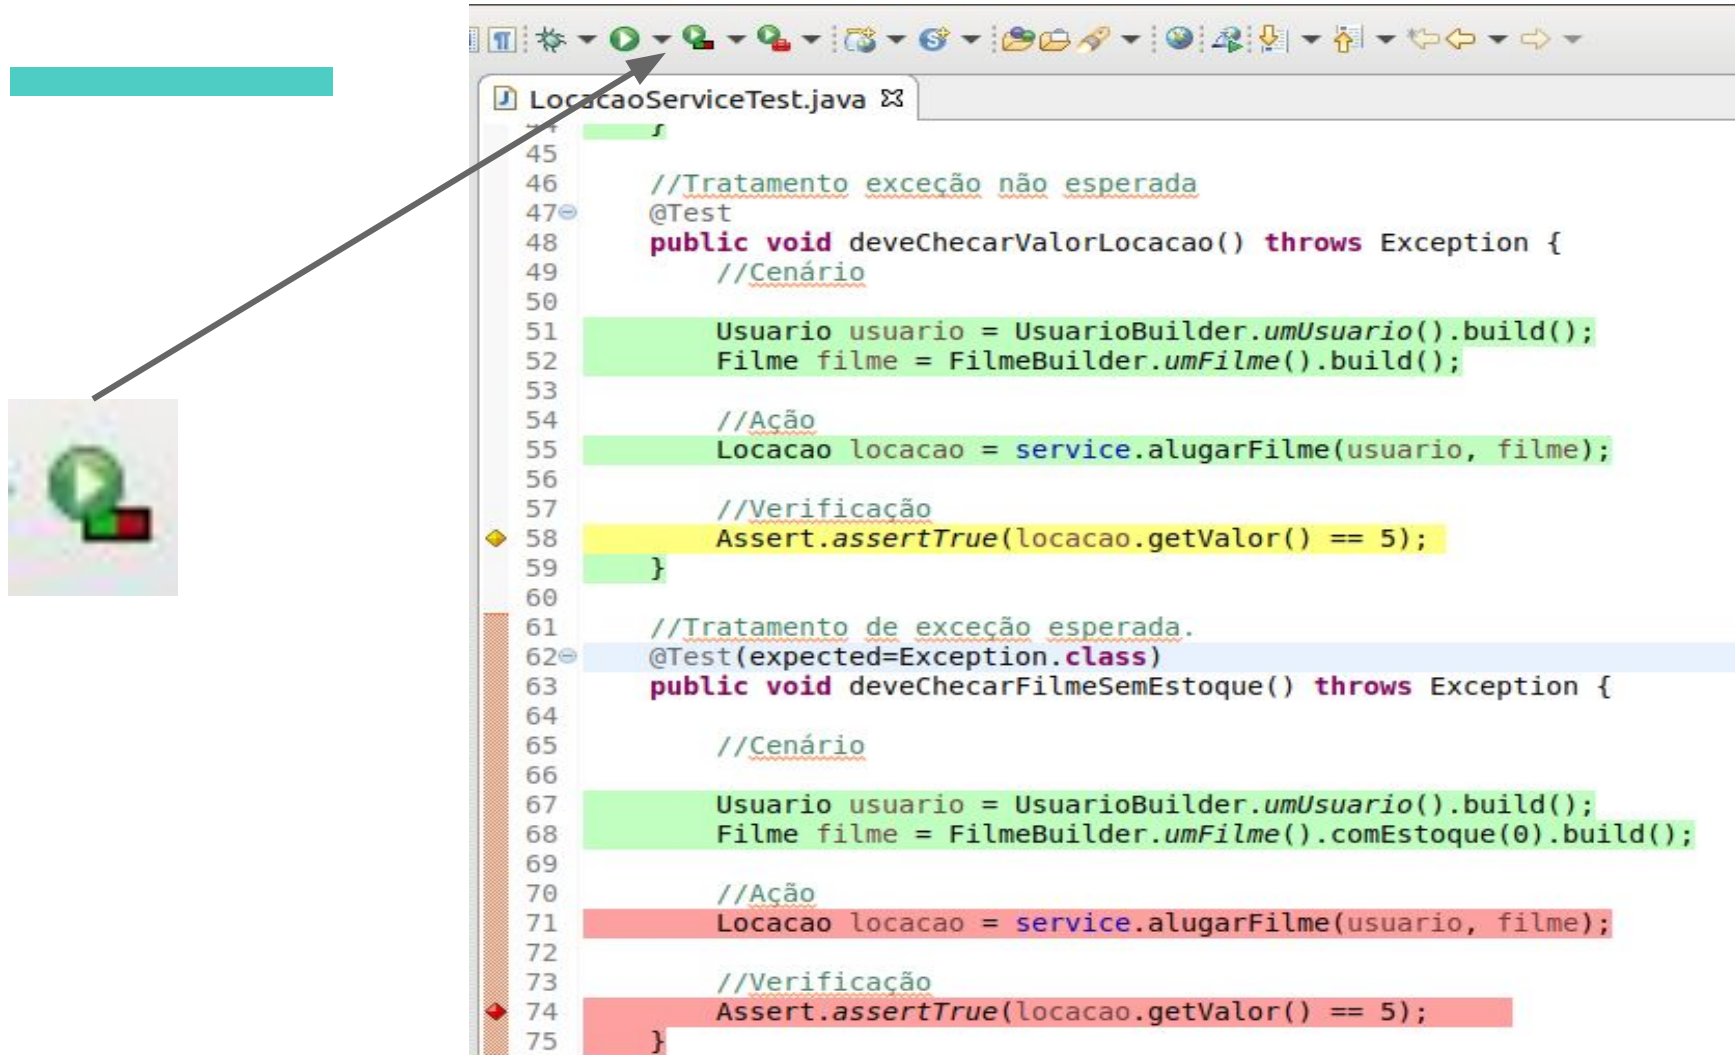 LocacaoServiceTest.java
44 }
45
46 //Tratamento exceção não esperada
47 @Test
48 public void deveChecarValorLocacao() throws Exception {
49 //Cenário
50
51 Usuario usuario = UsuarioBuilder.umUsuario().build();
52 Filme filme = FilmeBuilder.umFilme().build();
53
54 //Ação
55 Locacao locacao = service.alugarFilme(usuario, filme);
56
57 //Verificação
58 Assert.assertTrue(locacao.getValor() == 5);
59 }
60
61 //Tratamento de exceção esperada.
62 @Test(expected=Exception.class)
63 public void deveChecarFilmeSemEstoque() throws Exception {
64
65 //Cenário
66
67 Usuario usuario = UsuarioBuilder.umUsuario().build();
68 Filme filme = FilmeBuilder.umFilme().comEstoque(0).build();
69
70 //Ação
71 Locacao locacao = service.alugarFilme(usuario, filme);
72
73 //Verificação
74 Assert.assertTrue(locacao.getValor() == 5);
75 }